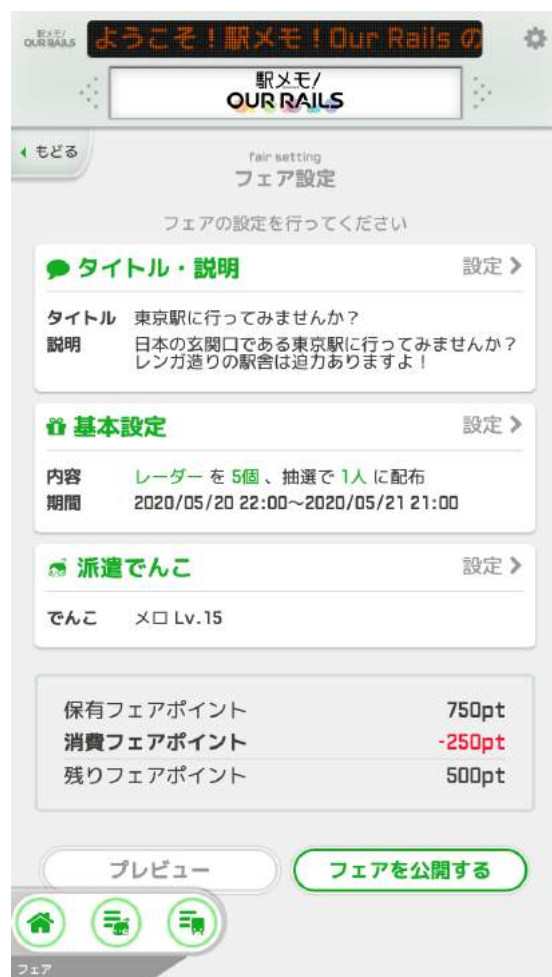 駅メモ!
OUR RAILS
ようこそ！駅メモ！Our Rails の
駅メモ!
OUR RAILS
もどる
fair setting
フェア設定
フェアの設定を行ってください
タイトル・説明
設定
タイトル 東京駅に行ってみませんか？
説明 日本の玄関口である東京駅に行ってみませんか？
レンガ造りの駅舎は迫力ありますよ！
基本設定
設定
内容 レーダー を 5個 、抽選で 1人 に配布
期間 2020/05/20 22:00～2020/05/21 21:00
派遣でんこ
設定
でんこ メロ Lv.15
保有フェアポイント 750pt
消費フェアポイント -250pt
残りフェアポイント 500pt
プレビュー
フェアを公開する
フェア